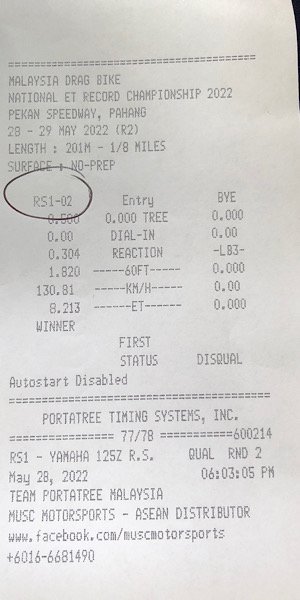 ========================================
MALAYSIA DRAG BIKE
NATIONAL ET RECORD CHAMPIONSHIP 2022
PEKAN SPEEDWAY, PAHANG
28 - 29 MAY 2022 (R2)
LENGTH : 201M - 1/8 MILES
SURFACE : NO-PREP
RS1-02 Entry BYE
0.500 0.000 TREE 0.000
0.00 DIAL-IN 0.00
0.304 REACTION -LB3-
1.820 -----60FT----- 0.000
130.81 -----KM/H----- 0.00
8.213 ------ET------ 0.000
WINNER
FIRST
STATUS DISQUAL
Autostart Disabled
========================================
PORTATREE TIMING SYSTEMS, INC.
================ 77/78 ===========600214
RS1 - YAMAHA 125Z R.S. QUAL RND 2
May 28, 2022 06:03:05 PM
TEAM PORTATREE MALAYSIA
MUSC MOTORSPORTS - ASEAN DISTRIBUTOR
www.facebook.com/muscmotorsports
+6016-6681490